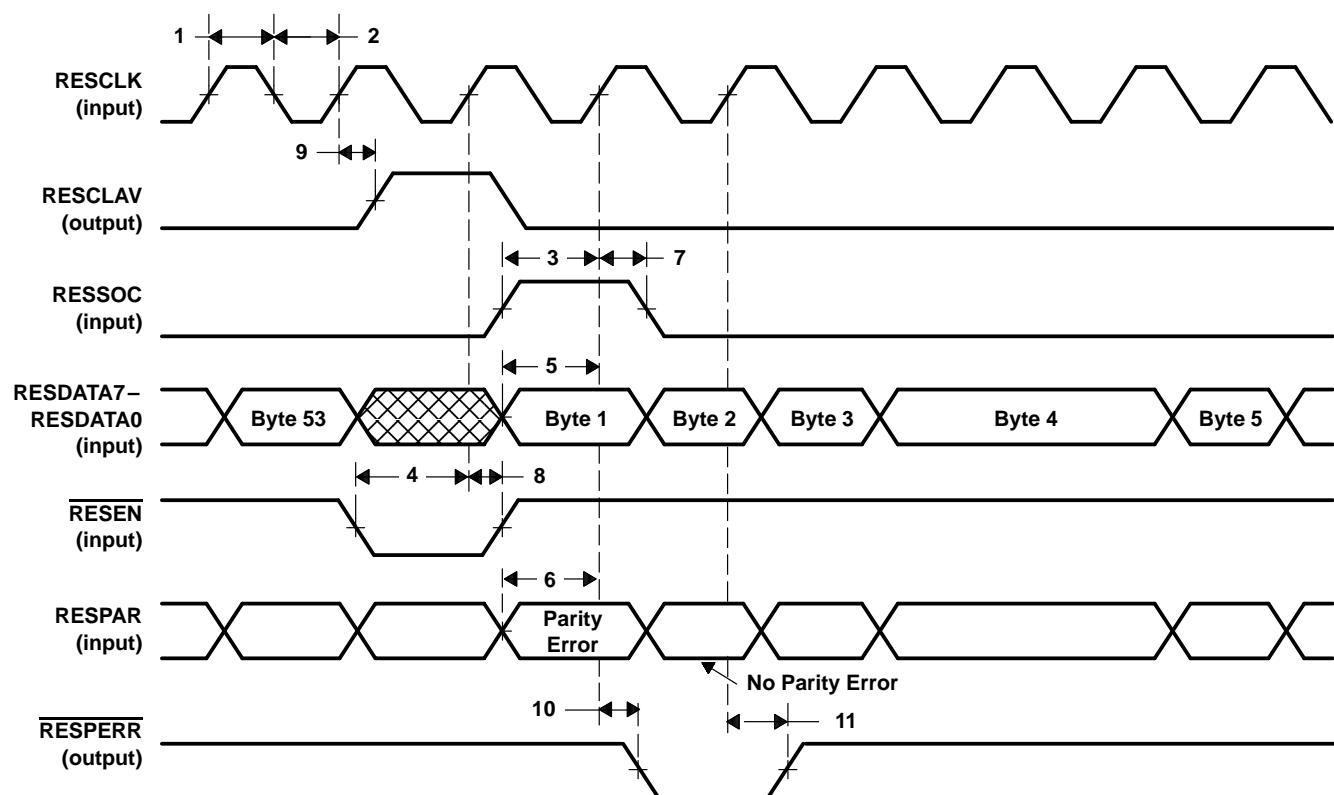 1
2
RESCLK
(input)
9
RESCLAV
(output)
3
7
RESSOC
(input)
5
RESDATA7–
RESDATA0
(input)
Byte 53
Byte 1
Byte 2
Byte 3
Byte 4
Byte 5
4
8
RESEN
(input)
6
RESPAR
(input)
Parity
Error
No Parity Error
10
11
RESPERR
(output)